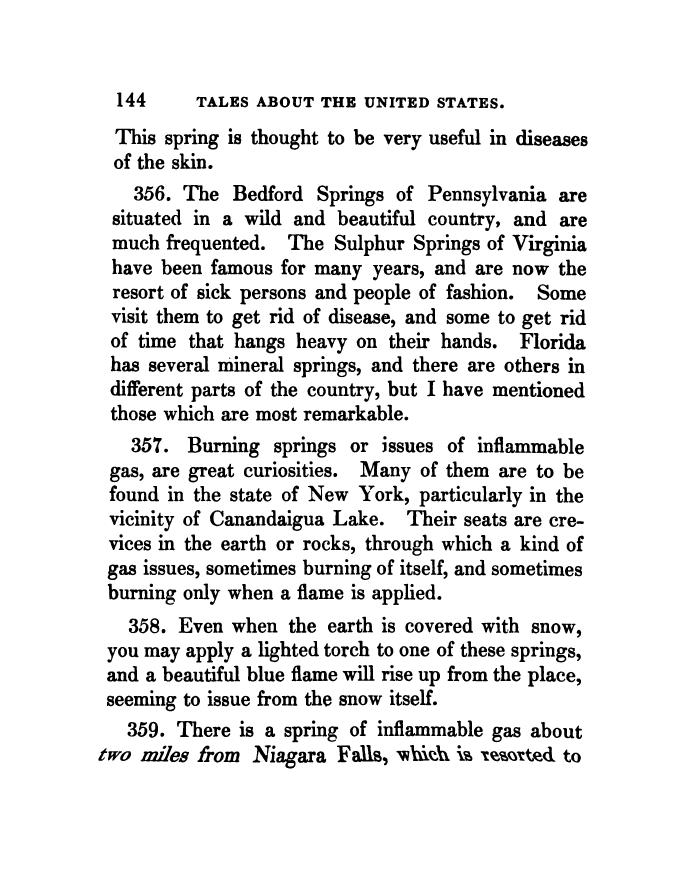 144 TALES ABOUT THE UNITED STATES.
This spring is thought to be very useful in diseases
of the skin.
356. The Bedford Springs of Pennsylvania are
situated in a wild and beautiful country, and are
much frequented. The Sulphur Springs of Virginia
have been famous for many years, and are now the
resort of sick persons and people of fashion. Some
visit them to get rid of disease, and some to get rid
of time that hangs heavy on their hands. Florida
has several mineral springs, and there are others in
different parts of the country, but I have mentioned
those which are most remarkable.
357. Burning springs or issues of inflammable
gas, are great curiosities. Many of them are to be
found in the state of New York, particularly in the
vicinity of Canandaigua Lake. Their seats are cre-
vices in the earth or rocks, through which a kind of
gas issues, sometimes burning of itself, and sometimes
burning only when a flame is applied.
358. Even when the earth is covered with snow,
you may apply a lighted torch to one of these springs,
and a beautiful blue flame will rise up from the place,
seeming to issue from the snow itself.
359. There is a spring of inflammable gas about
two miles from Niagara Falls, which is resorted to